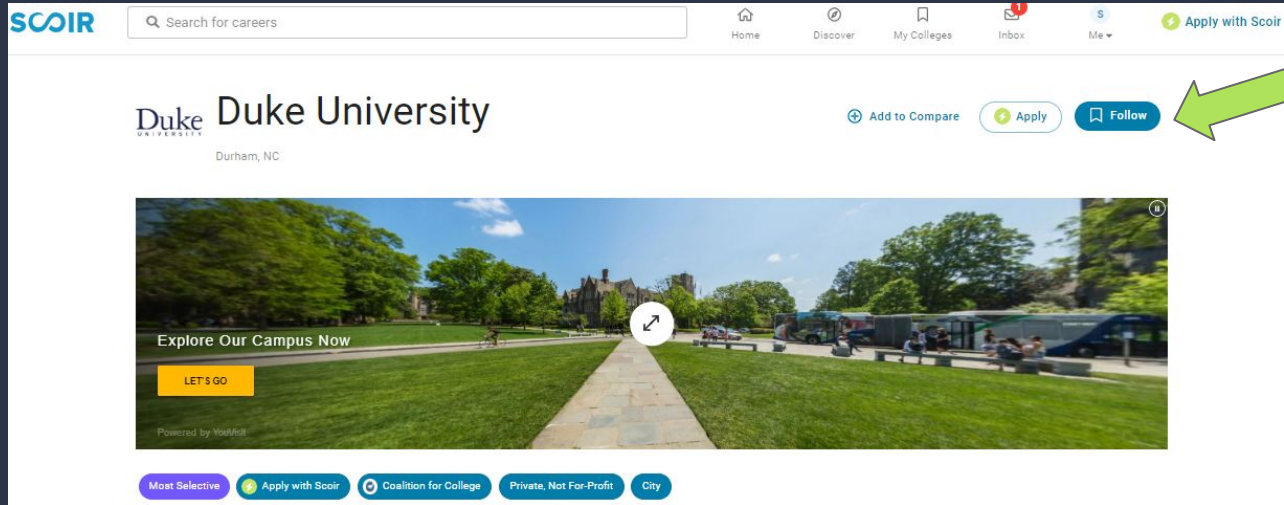 SCOIR
Search for careers
1
Home
Discover
My Colleges
Inbox
S
Me
Apply with Scoir
Duke
UNIVERSITY
Duke University
Durham, NC
Add to Compare
Apply
Follow
Explore Our Campus Now
LET'S GO
Powered by YouVisit
Most Selective
Apply with Scoir
Coalition for College
Private, Not For-Profit
City